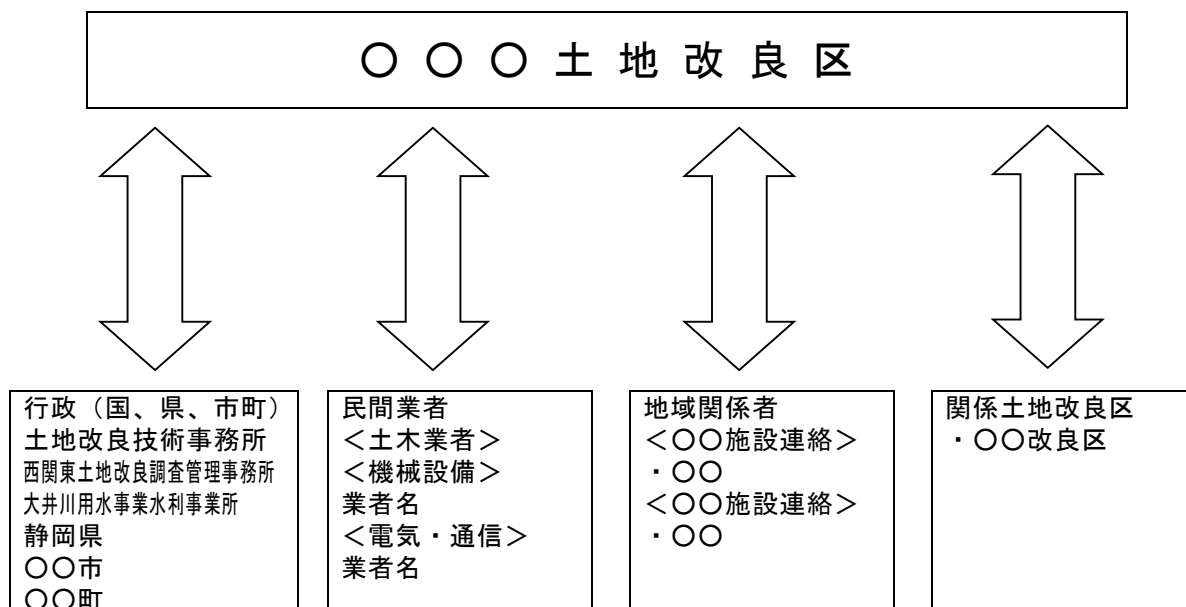 〇〇〇土地改良区
行政（国、県、市町）
土地改良技術事務所
西関東土地改良調査管理事務所
大井川用水事業水利事業所
静岡県
〇〇市
〇〇町
民間業者
＜土木業者＞
＜機械設備＞
業者名
＜電気・通信＞
業者名
地域関係者
＜〇〇施設連絡＞
・〇〇
＜〇〇施設連絡＞
・〇〇
関係土地改良区
・〇〇改良区